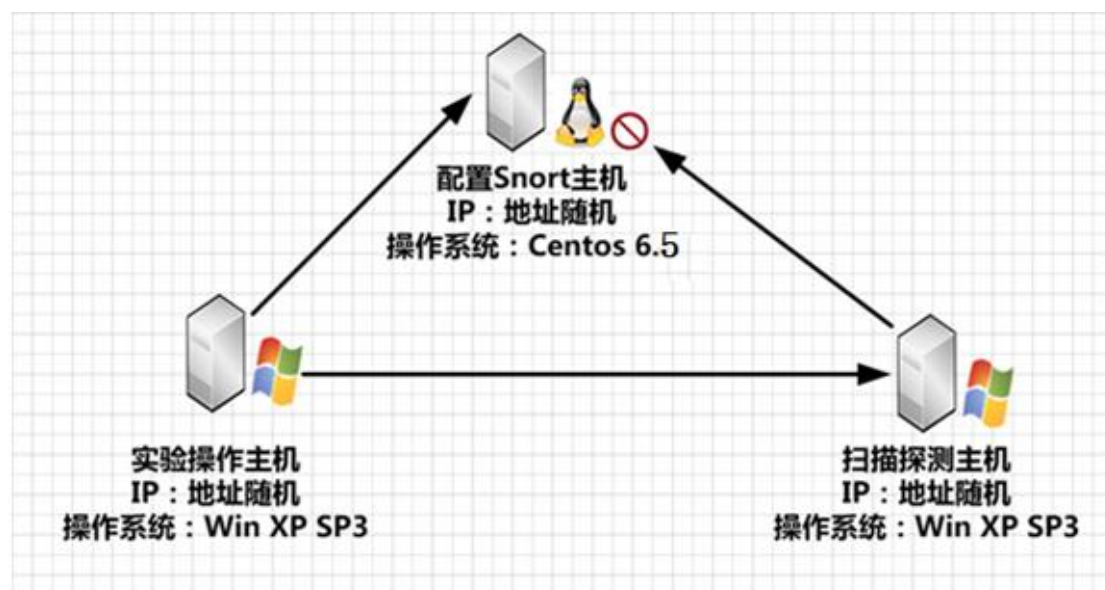 配置Snort主机
IP：地址随机
操作系统：Centos 6.5
实验操作主机
IP：地址随机
操作系统：Win XP SP3
扫描探测主机
IP：地址随机
操作系统：Win XP SP3